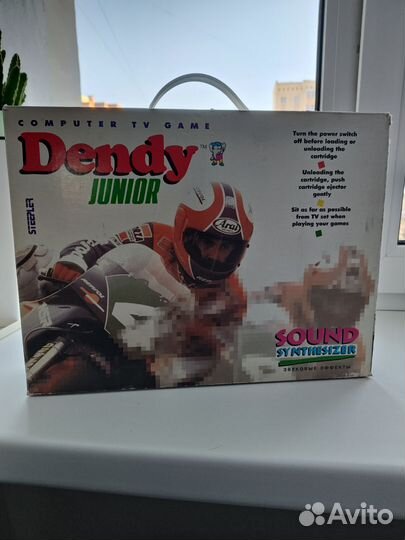 COMPUTER TV GAME
Dendy™
JUNIOR
STEEPLER
Turn the power switch
off before loading or
unloading the
cartridge
Unloading the
cartridge, push
cartridge ejector
gently
Sit as far as possible
from TV set when
playing your games
Arai
SOUND
SYNTHESIZER
ЗВУКОВЫЕ ЭФФЕКТЫ
Avito